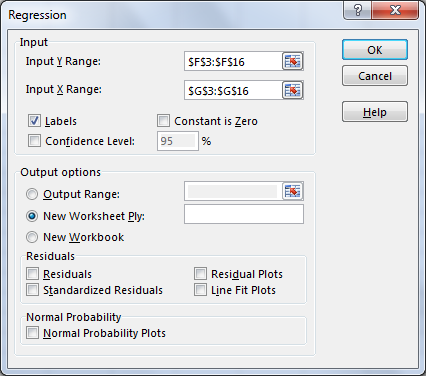 Regression
?
Input
Input Y Range: $F$3:$F$16
Input X Range: $G$3:$G$16
Labels Constant is Zero
Confidence Level: 95 %
OK
Cancel
Help
Output options
Output Range:
New Worksheet Ply:
New Workbook
Residuals
Residuals Residual Plots
Standardized Residuals Line Fit Plots
Normal Probability
Normal Probability Plots